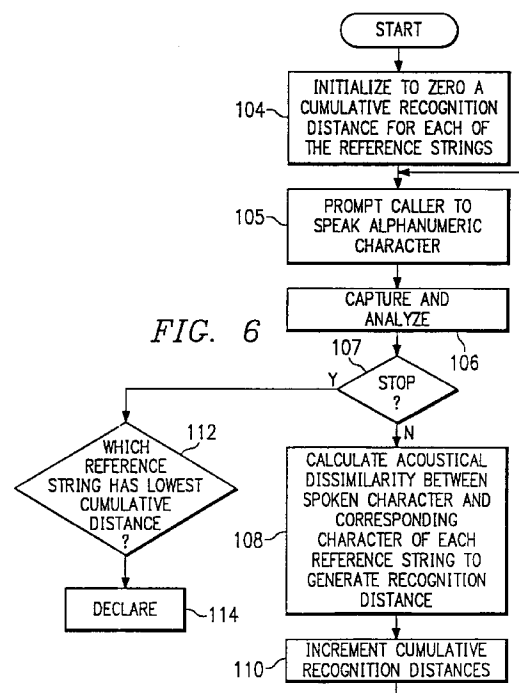 START
INITIALIZE TO ZERO A
CUMULATIVE RECOGNITION
DISTANCE FOR EACH OF
THE REFERENCE STRINGS
104
PROMPT CALLER TO
SPEAK ALPHANUMERIC
CHARACTER
105
CAPTURE AND
ANALYZE
106
FIG. 6
107
STOP
?
Y
N
112
WHICH
REFERENCE
STRING HAS LOWEST
CUMULATIVE
DISTANCE
?
DECLARE
114
CALCULATE ACOUSTICAL
DISSIMILARITY BETWEEN
SPOKEN CHARACTER AND
CORRESPONDING
CHARACTER OF EACH
REFERENCE STRING TO
GENERATE RECOGNITION
DISTANCE
108
INCREMENT CUMULATIVE
RECOGNITION DISTANCES
110